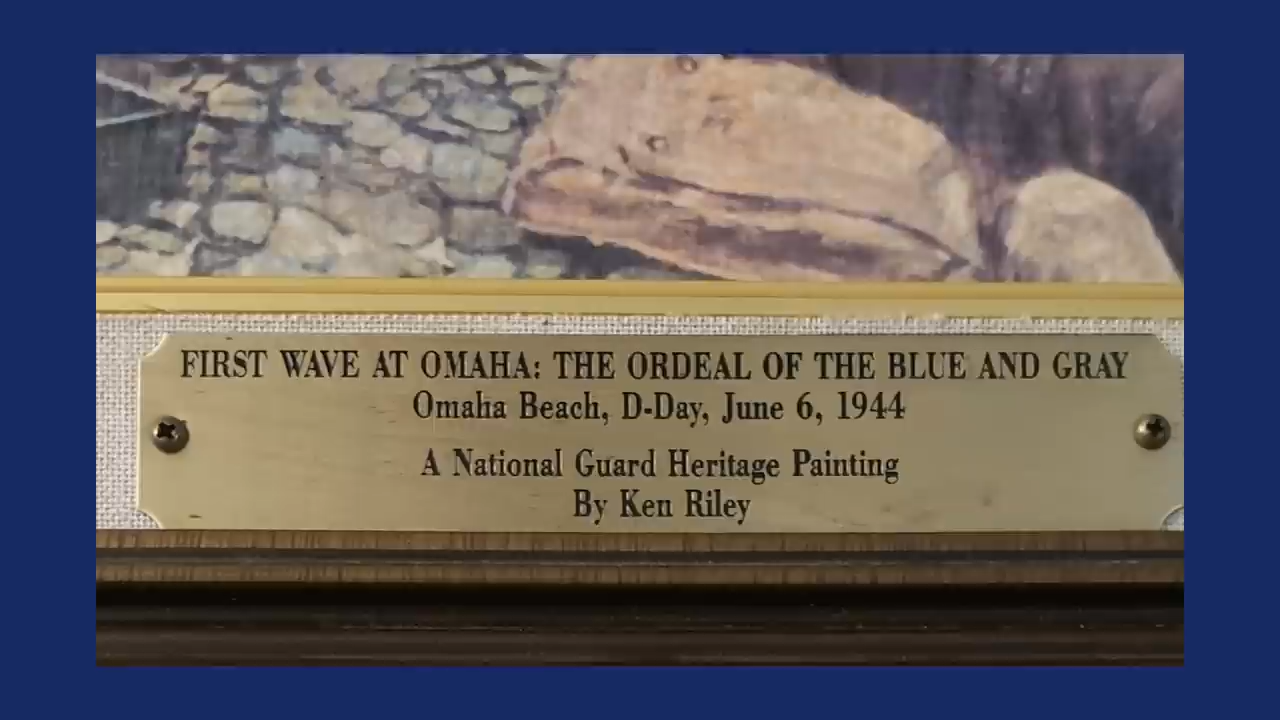 FIRST WAVE AT OMAHA: THE ORDEAL OF THE BLUE AND GRAY
Omaha Beach, D-Day, June 6, 1944
A National Guard Heritage Painting
By Ken Riley